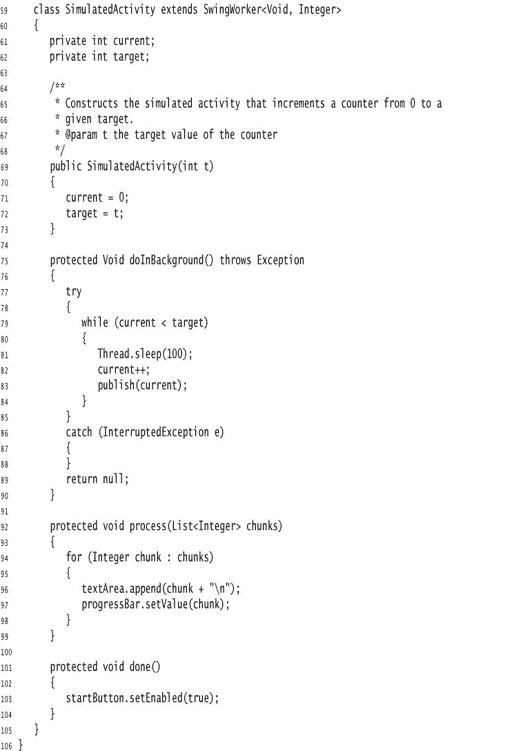 59 class SimulatedActivity extends SwingWorker<Void, Integer>
60 {
61 private int current;
62 private int target;
63
64 /**
65 * Constructs the simulated activity that increments a counter from 0 to a
66 * given target.
67 * @param t the target value of the counter
68 */
69 public SimulatedActivity(int t)
70 {
71 current = 0;
72 target = t;
73 }
74
75 protected Void doInBackground() throws Exception
76 {
77 try
78 {
79 while (current < target)
80 {
81 Thread.sleep(100);
82 current++;
83 publish(current);
84 }
85 }
86 catch (InterruptedException e)
87 {
88 }
89 return null;
90 }
91
92 protected void process(List<Integer> chunks)
93 {
94 for (Integer chunk : chunks)
95 {
96 textArea.append(chunk + "\n");
97 progressBar.setValue(chunk);
98 }
99 }
100
101 protected void done()
102 {
103 startButton.setEnabled(true);
104 }
105 }
106 }